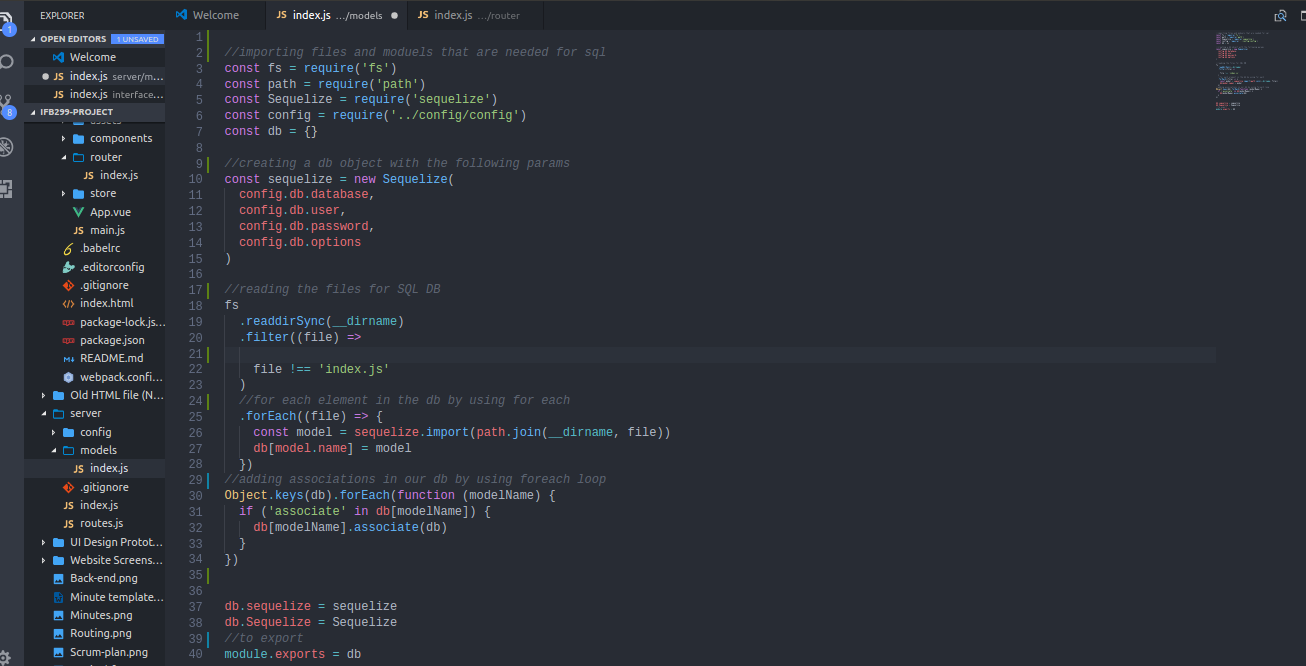 EXPLORER
Welcome
JS index.js .../models
JS index.js .../router
1
OPEN EDITORS 1 UNSAVED
Welcome
JS index.js server/m...
JS index.js interface...
8
IFB299-PROJECT
components
router
JS index.js
store
App.vue
JS main.js
.babelrc
.editorconfig
.gitignore
index.html
package-lock.js...
package.json
README.md
webpack.confi...
Old HTML file (N...
server
config
models
JS index.js
.gitignore
JS index.js
JS routes.js
UI Design Protot...
Website Screens...
Back-end.png
Minute template...
Minutes.png
Routing.png
Scrum-plan.png
1
2 //importing files and moduels that are needed for sql
3 const fs = require('fs')
4 const path = require('path')
5 const Sequelize = require('sequelize')
6 const config = require('../config/config')
7 const db = {}
8
9 //creating a db object with the following params
10 const sequelize = new Sequelize(
11 config.db.database,
12 config.db.user,
13 config.db.password,
14 config.db.options
15 )
16
17 //reading the files for SQL DB
18 fs
19 .readdirSync(__dirname)
20 .filter((file) =>
21
22 file !== 'index.js'
23 )
24 //for each element in the db by using for each
25 .forEach((file) => {
26 const model = sequelize.import(path.join(__dirname, file))
27 db[model.name] = model
28 })
29 //adding associations in our db by using foreach loop
30 Object.keys(db).forEach(function (modelName) {
31 if ('associate' in db[modelName]) {
32 db[modelName].associate(db)
33 }
34 })
35
36
37 db.sequelize = sequelize
38 db.Sequelize = Sequelize
39 //to export
40 module.exports = db